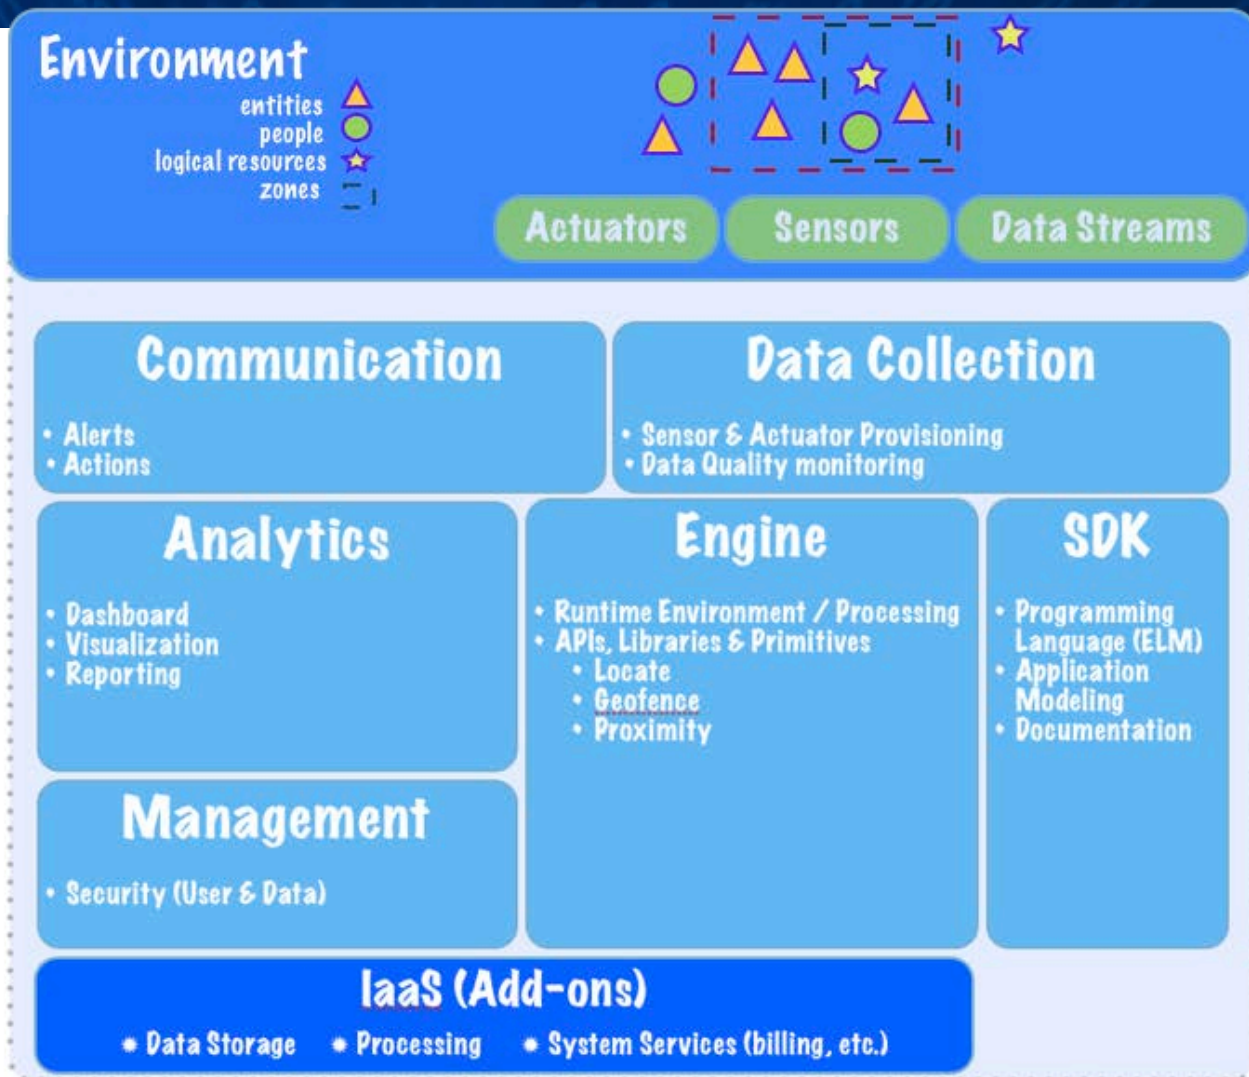 Environment
entities
people
logical resources
zones
Actuators
Sensors
Data Streams
Communication
• Alerts
• Actions
Data Collection
• Sensor & Actuator Provisioning
• Data Quality monitoring
Analytics
• Dashboard
• Visualization
• Reporting
Engine
• Runtime Environment / Processing
• APIs, Libraries & Primitives
• Locate
• Geofence
• Proximity
SDK
• Programming
Language (ELM)
• Application
Modeling
• Documentation
Management
• Security (User & Data)
IaaS (Add-ons)
✹ Data Storage ✹ Processing ✹ System Services (billing, etc.)